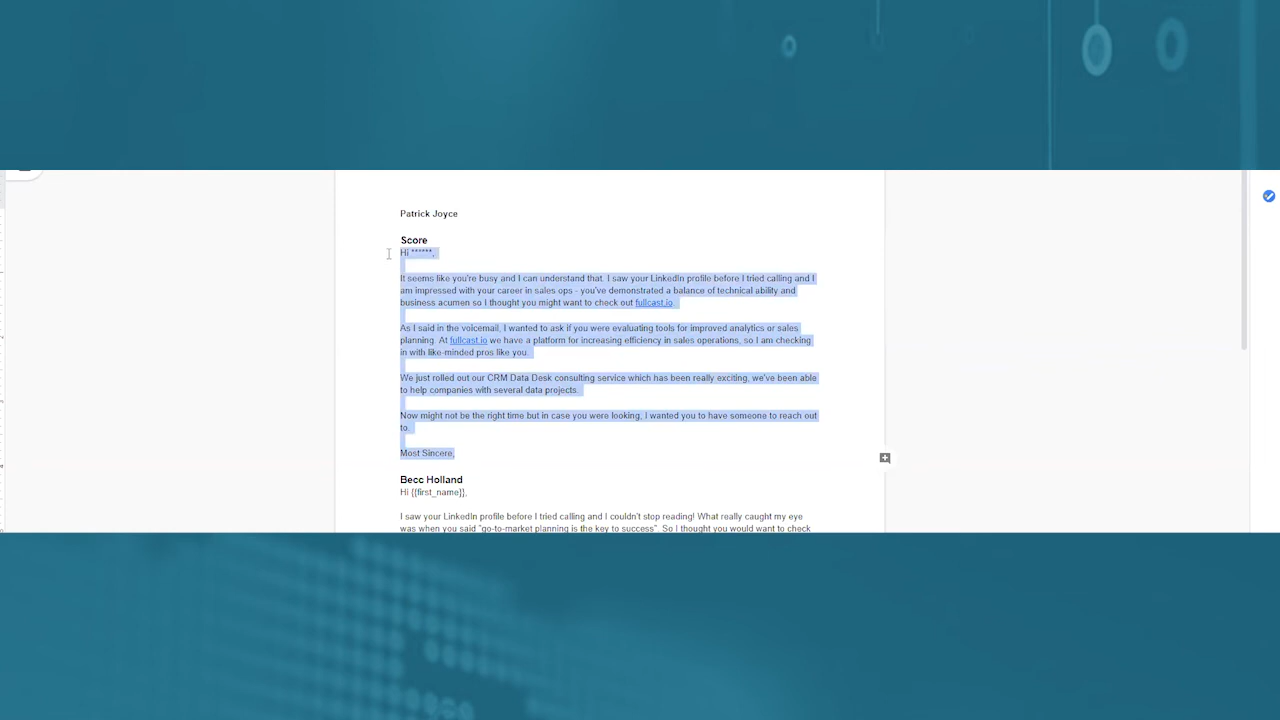 Patrick Joyce
Score
Hi ******,
It seems like you're busy and I can understand that. I saw your LinkedIn profile before I tried calling and I
am impressed with your career in sales ops - you've demonstrated a balance of technical ability and
business acumen so I thought you might want to check out fullcast.io.
As I said in the voicemail, I wanted to ask if you were evaluating tools for improved analytics or sales
planning. At fullcast.io we have a platform for increasing efficiency in sales operations, so I am checking
in with like-minded pros like you.
We just rolled out our CRM Data Desk consulting service which has been really exciting, we've been able
to help companies with several data projects.
Now might not be the right time but in case you were looking, I wanted you to have someone to reach out
to.
Most Sincere,
Becc Holland
Hi {{first_name}},
I saw your LinkedIn profile before I tried calling and I couldn't stop reading! What really caught my eye
was when you said "go-to-market planning is the key to success". So I thought you would want to check